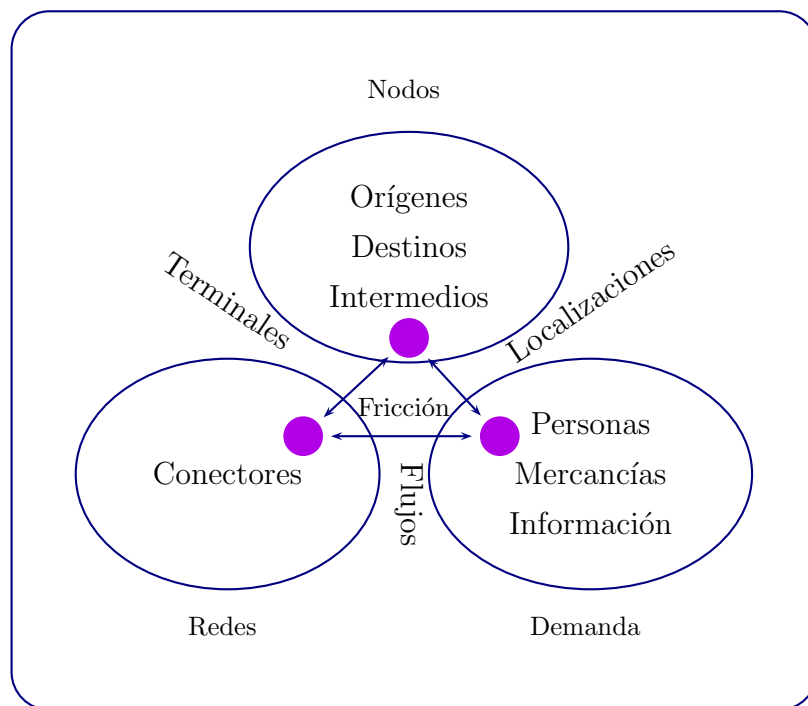 Nodos
Orígenes
Destinos
Intermedios
Terminales
Localizaciones
Fricción
Personas
Conectores
Mercancías
Flujos
Información
Redes
Demanda